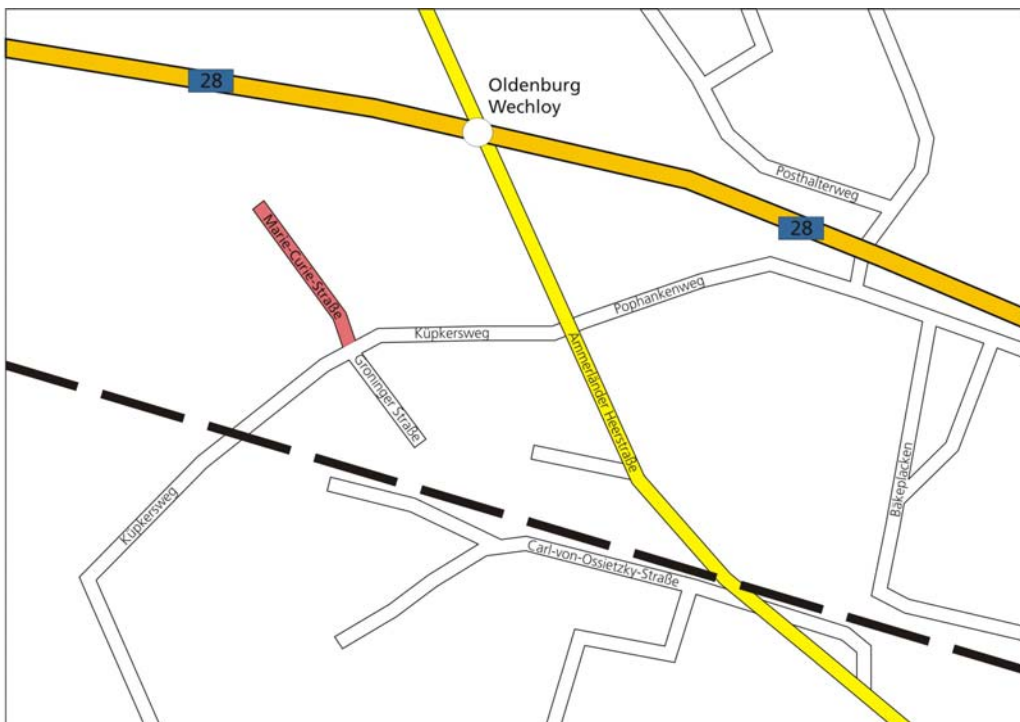 28
Oldenburg
Wechloy
Posthalterweg
28
Marie-Curie-Straße
Pophankenweg
Küpkersweg
Groninger Straße
Ammerländer Heerstraße
Bäkeplacken
Küpkersweg
Carl-von-Ossietzky-Straße